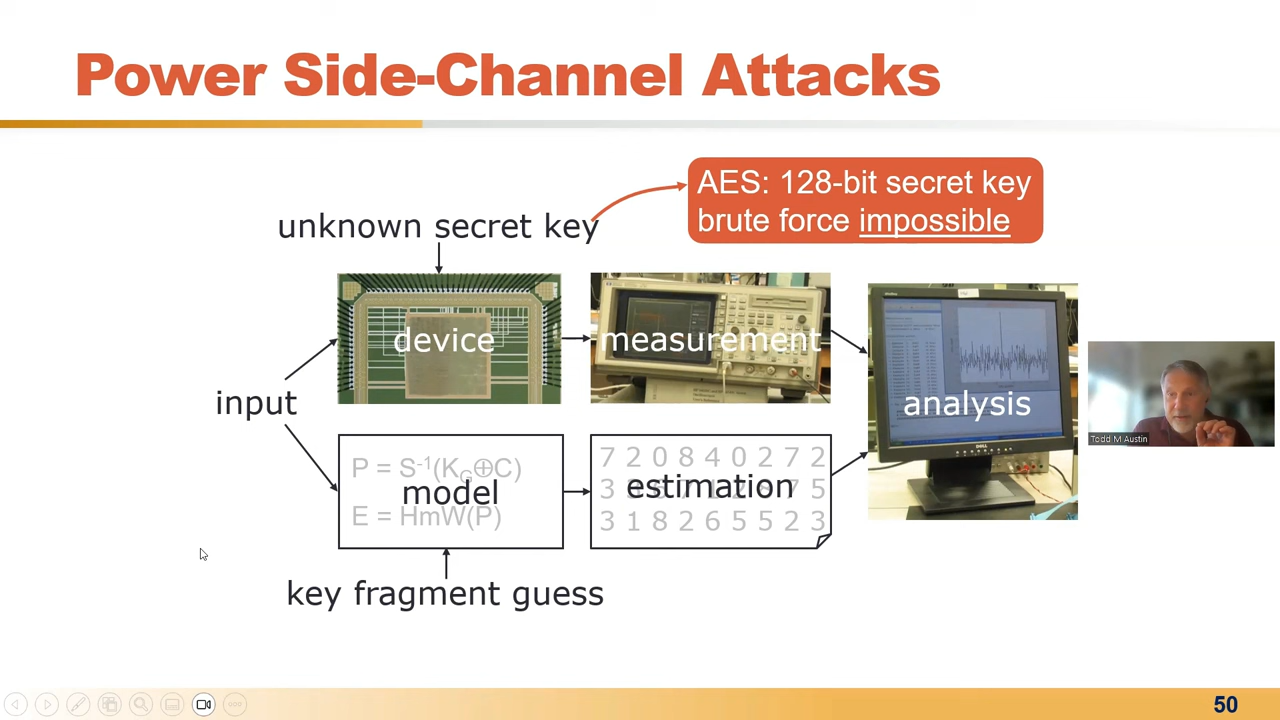 Power Side-Channel Attacks
AES: 128-bit secret key
brute force impossible
unknown secret key
device
measurement
input
analysis
Todd M Austin
P = S⁻¹(K_G⊕C)
model
E = HmW(P)
7 2 0 8 4 0 2 7 2
estimation
3 1 8 2 6 5 5 2 3
key fragment guess
DELL
50